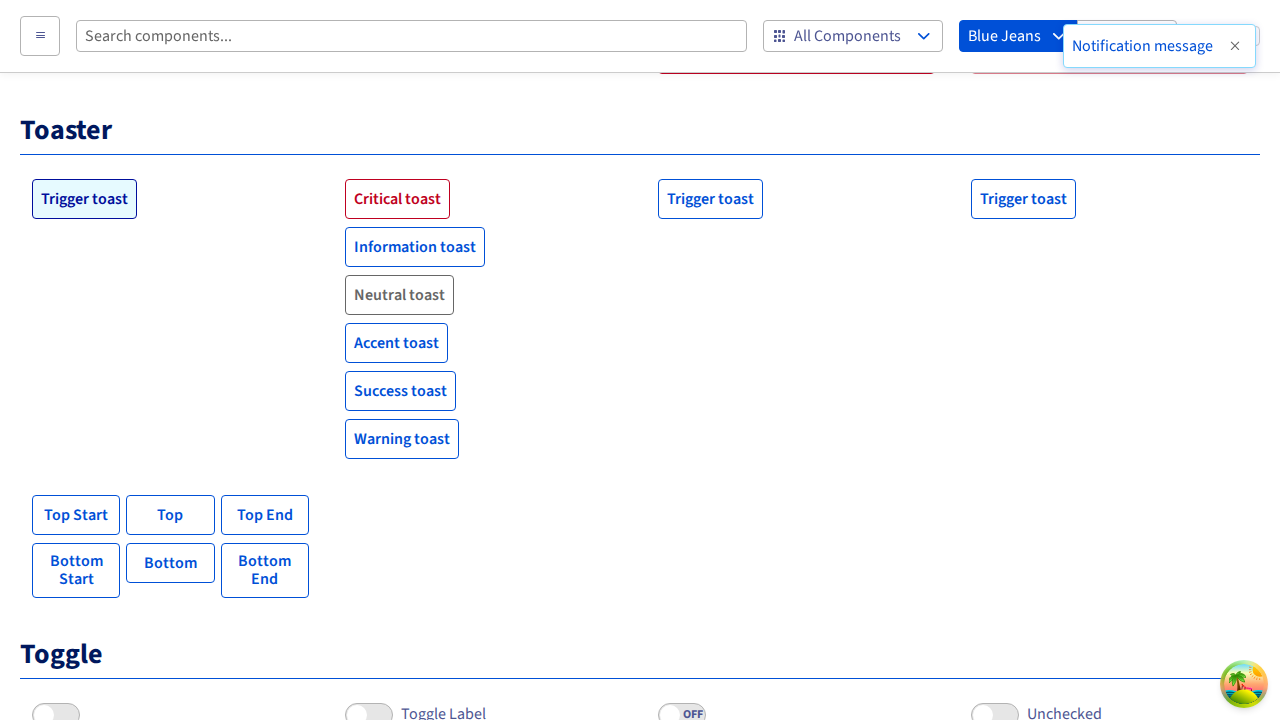 Search components...
All Components
Blue Jeans
Notification message
Toaster
Trigger toast
Critical toast
Trigger toast
Trigger toast
Information toast
Neutral toast
Accent toast
Success toast
Warning toast
Top Start
Top
Top End
Bottom
Start
Bottom
Bottom
End
Toggle
Toggle Label
OFF
Unchecked